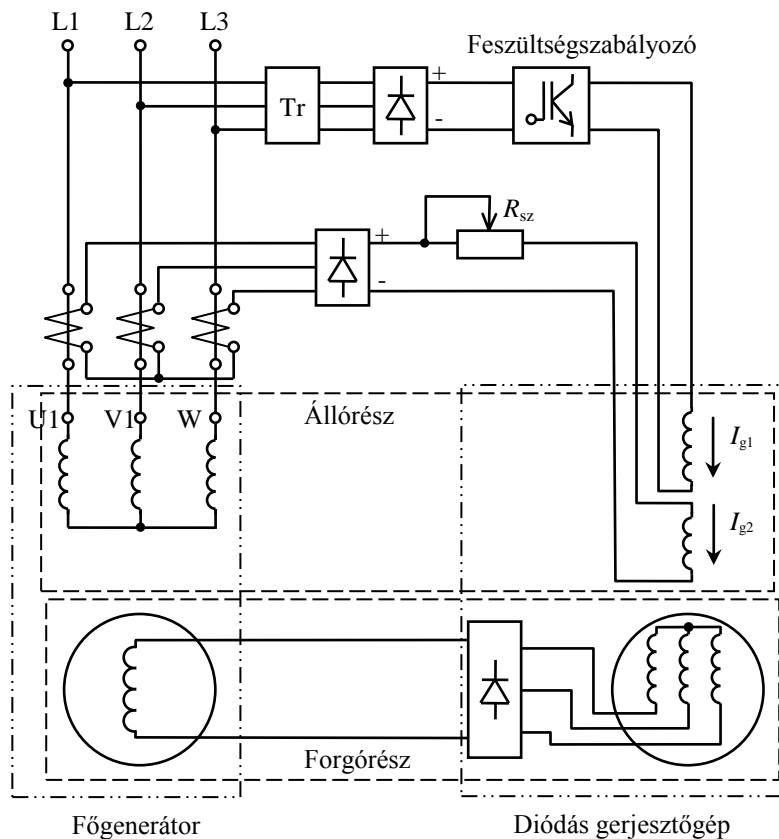 L1 L2 L3
Feszültségszabályozó
Tr
+
-
R_sz
+
-
U1 V1 W
Állórész
I_g1
I_g2
Forgórész
Főgenerátor
Diódás gerjesztőgép